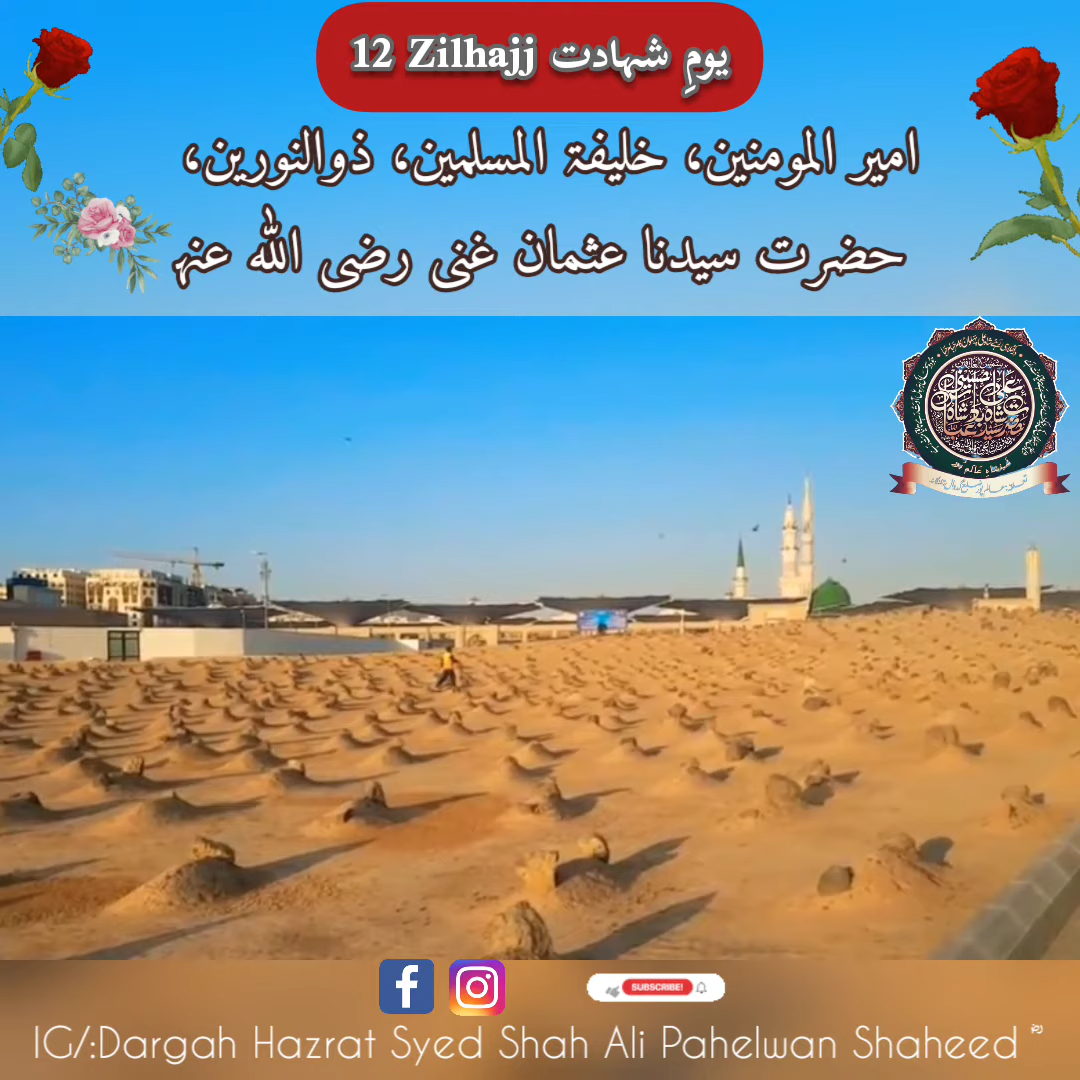 12 Zilhajj یومِ شہادت
امیر المومنین، خلیفۃ المسلمین، ذوالنورین،
حضرت سیدنا عثمان غنی رضی اللہ عنہ
SUBSCRIBE!
IG/:Dargah Hazrat Syed Shah Ali Pahelwan Shaheed